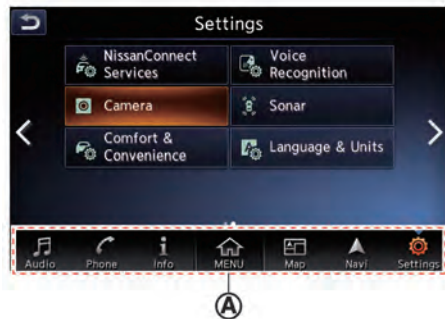 Settings
NissanConnect
Services
Voice
Recognition
Camera
Sonar
Comfort &
Convenience
Language & Units
Audio
Phone
Info
MENU
Map
Navi
Settings
A